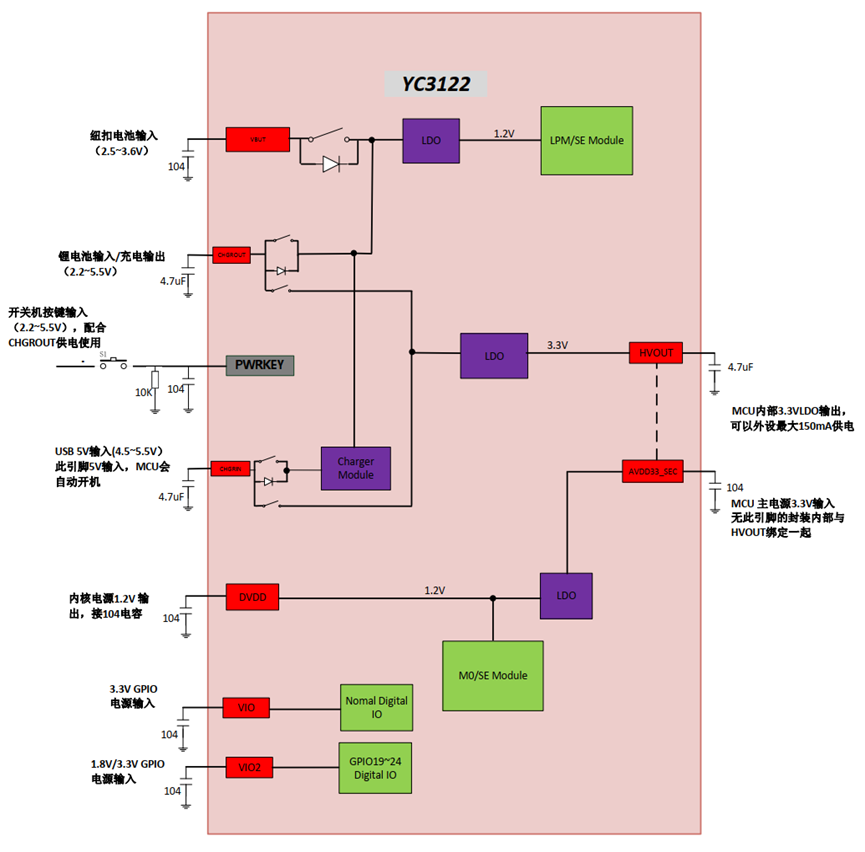 YC3122
纽扣电池输入
（2.5~3.6V）
104
VBUT
LDO
1.2V
LPM/SE Module
锂电池输入/充电输出
（2.2~5.5V）
4.7uF
CHGROUT
开关机按键输入
（2.2~5.5V），配合
CHGROUT供电使用
S1
10K
104
PWRKEY
LDO
3.3V
HVOUT
4.7uF
MCU内部3.3VLDO输出，
可以外设最大150mA供电
USB 5V输入(4.5~5.5V)
此引脚5V输入，MCU会
自动开机
4.7uF
CHGRIN
Charger
Module
AVDD33_SEC
104
MCU 主电源3.3V输入
无此引脚的封装内部与
HVOUT绑定一起
内核电源1.2V 输
出，接104电容
104
DVDD
1.2V
LDO
M0/SE Module
3.3V GPIO
电源输入
104
VIO
Nomal Digital
IO
1.8V/3.3V GPIO
电源输入
104
VIO2
GPIO19~24
Digital IO